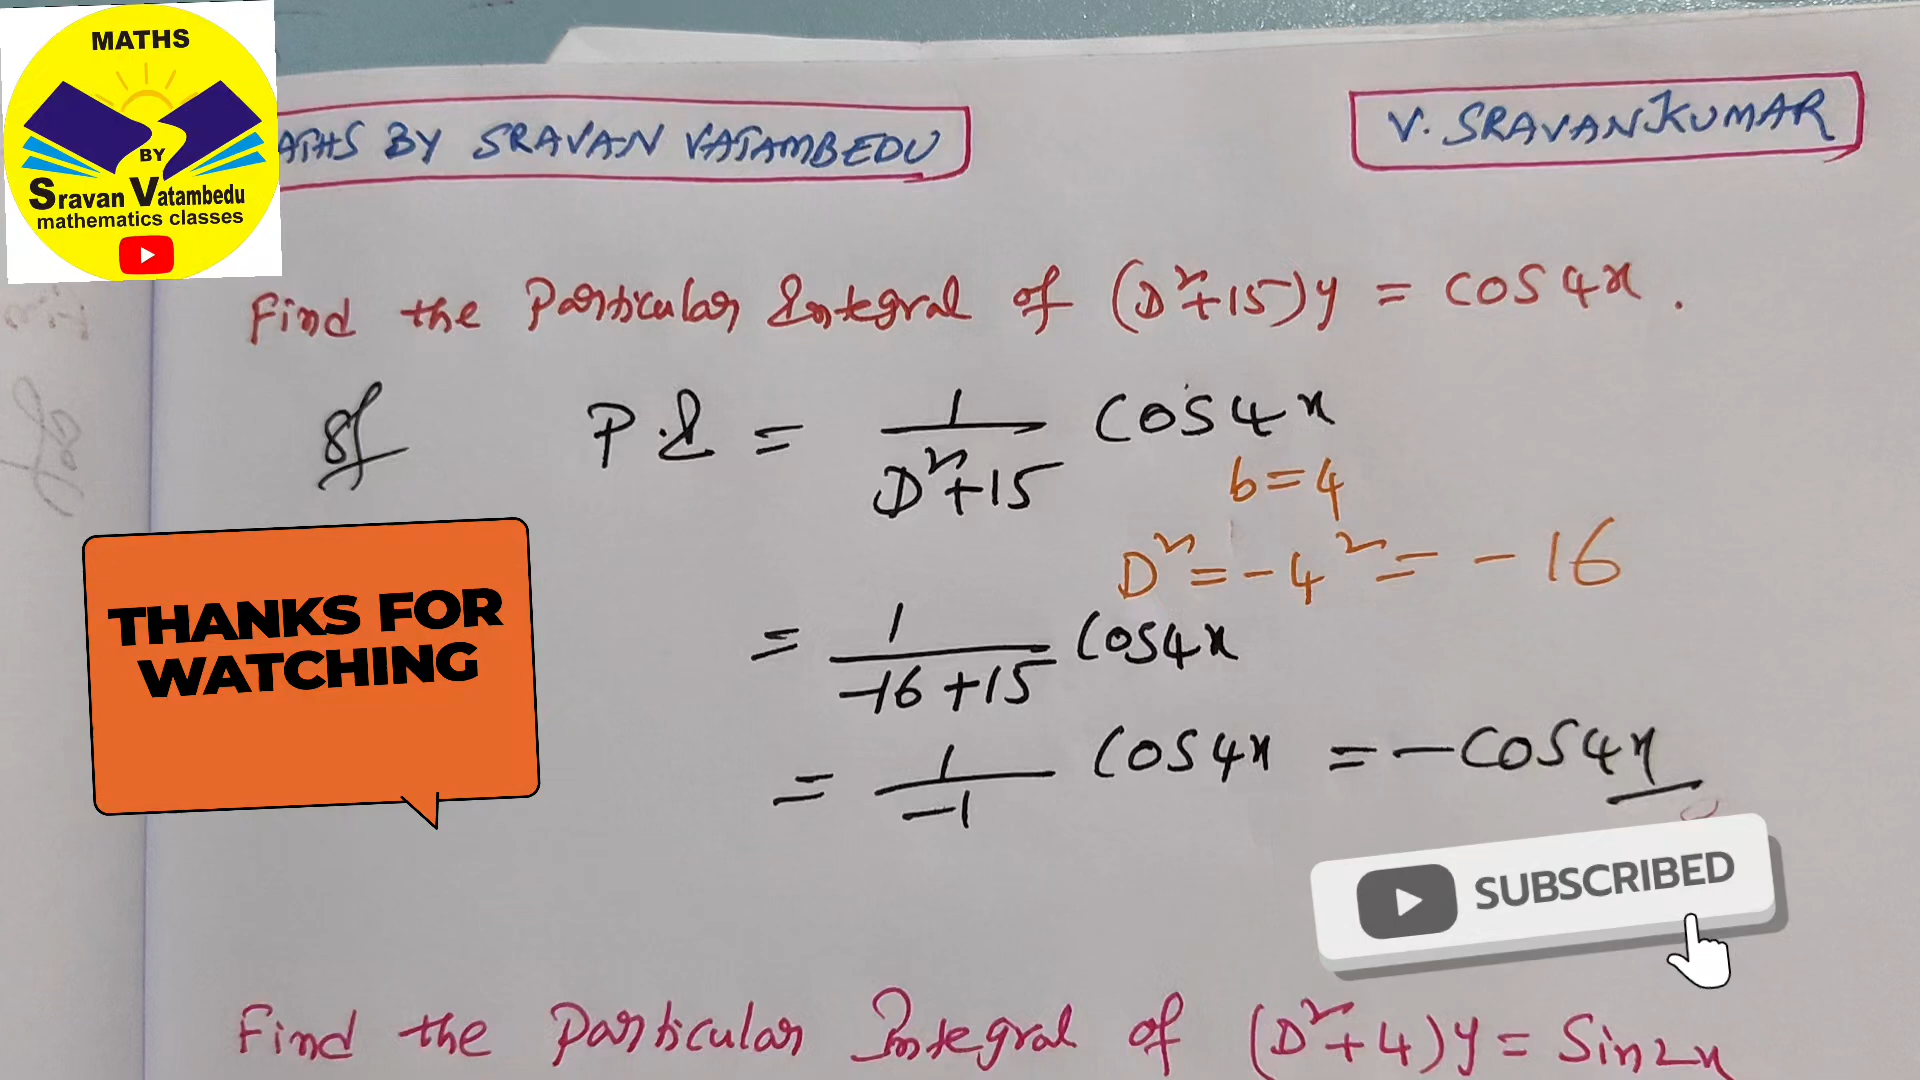 MATHS
BY
Sravan Vatambedu
mathematics classes
ATHS BY SRAVAN VATAMBEDU
V. SRAVANKUMAR
Find the Particular Integral of (D²+15)y = cos4x.
Sol
P.I = 1/(D²+15) cos4x
b=4
D²=-4²=-16
= 1/(-16+15) cos4x
= 1/-1 cos4x = -cos4x
THANKS FOR
WATCHING
SUBSCRIBED
Find the Particular Integral of (D²+4)y = Sin2x